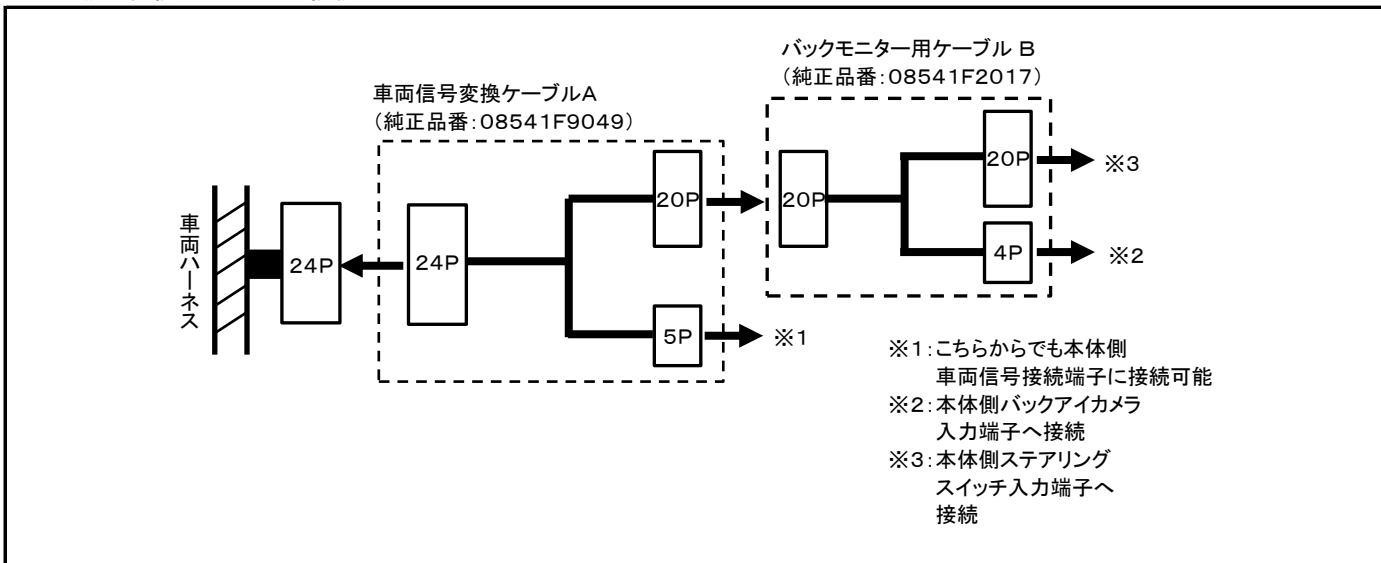 バックモニター用ケーブル B
（純正品番：08541F2017）
車両信号変換ケーブルA
（純正品番：08541F9049）
車両ハーネス
24P
24P
20P
5P
※1
20P
20P
※3
4P
※2
※1：こちらからでも本体側
車両信号接続端子に接続可能
※2：本体側バックアイカメラ
入力端子へ接続
※3：本体側ステアリング
スイッチ入力端子へ
接続